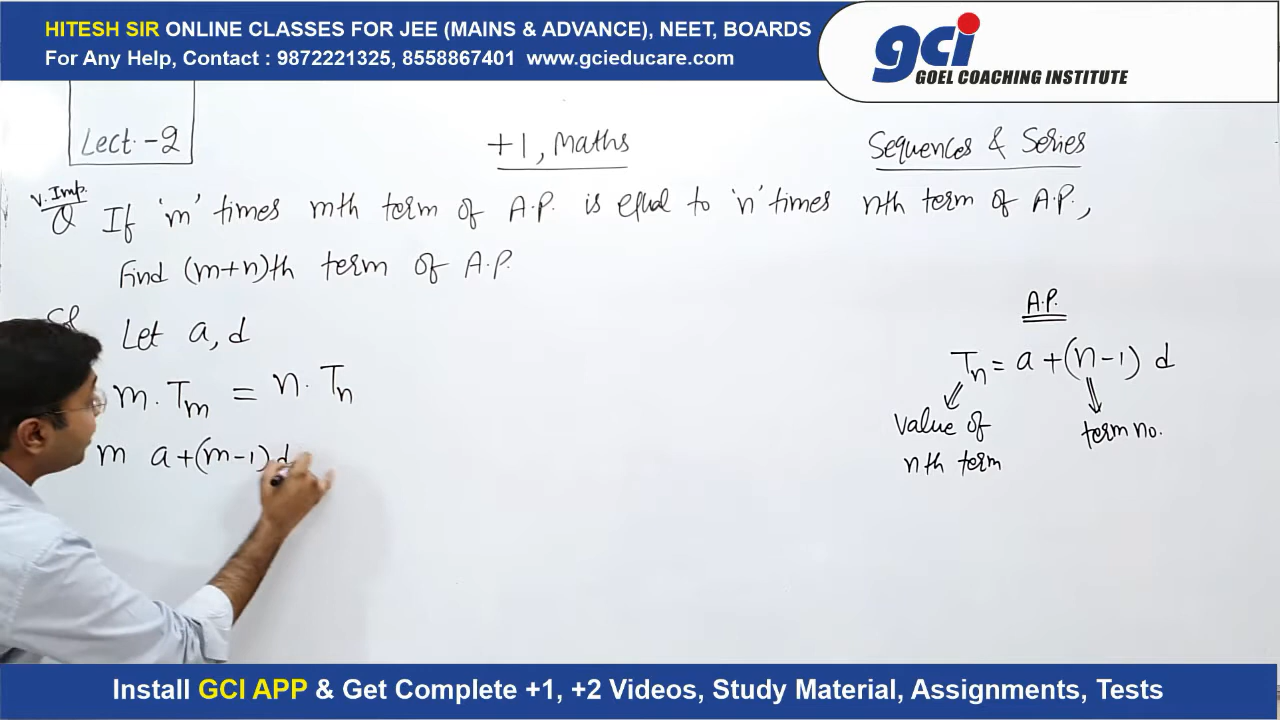 HITESH SIR ONLINE CLASSES FOR JEE (MAINS & ADVANCE), NEET, BOARDS
For Any Help, Contact : 9872221325, 8558867401 www.gcieducare.com
gci
GOEL COACHING INSTITUTE
Lect. -2
+1, Maths
Sequences & Series
V. Imp.
Q If 'm' times mth term of A.P. is equal to 'n' times nth term of A.P.,
Find (m+n)th term of A.P.
Let a, d
m. Tm = n. Tn
m a+(m-1) d
A.P.
Tn = a+(n-1) d
value of
nth term
term no.
Install GCI APP & Get Complete +1, +2 Videos, Study Material, Assignments, Tests